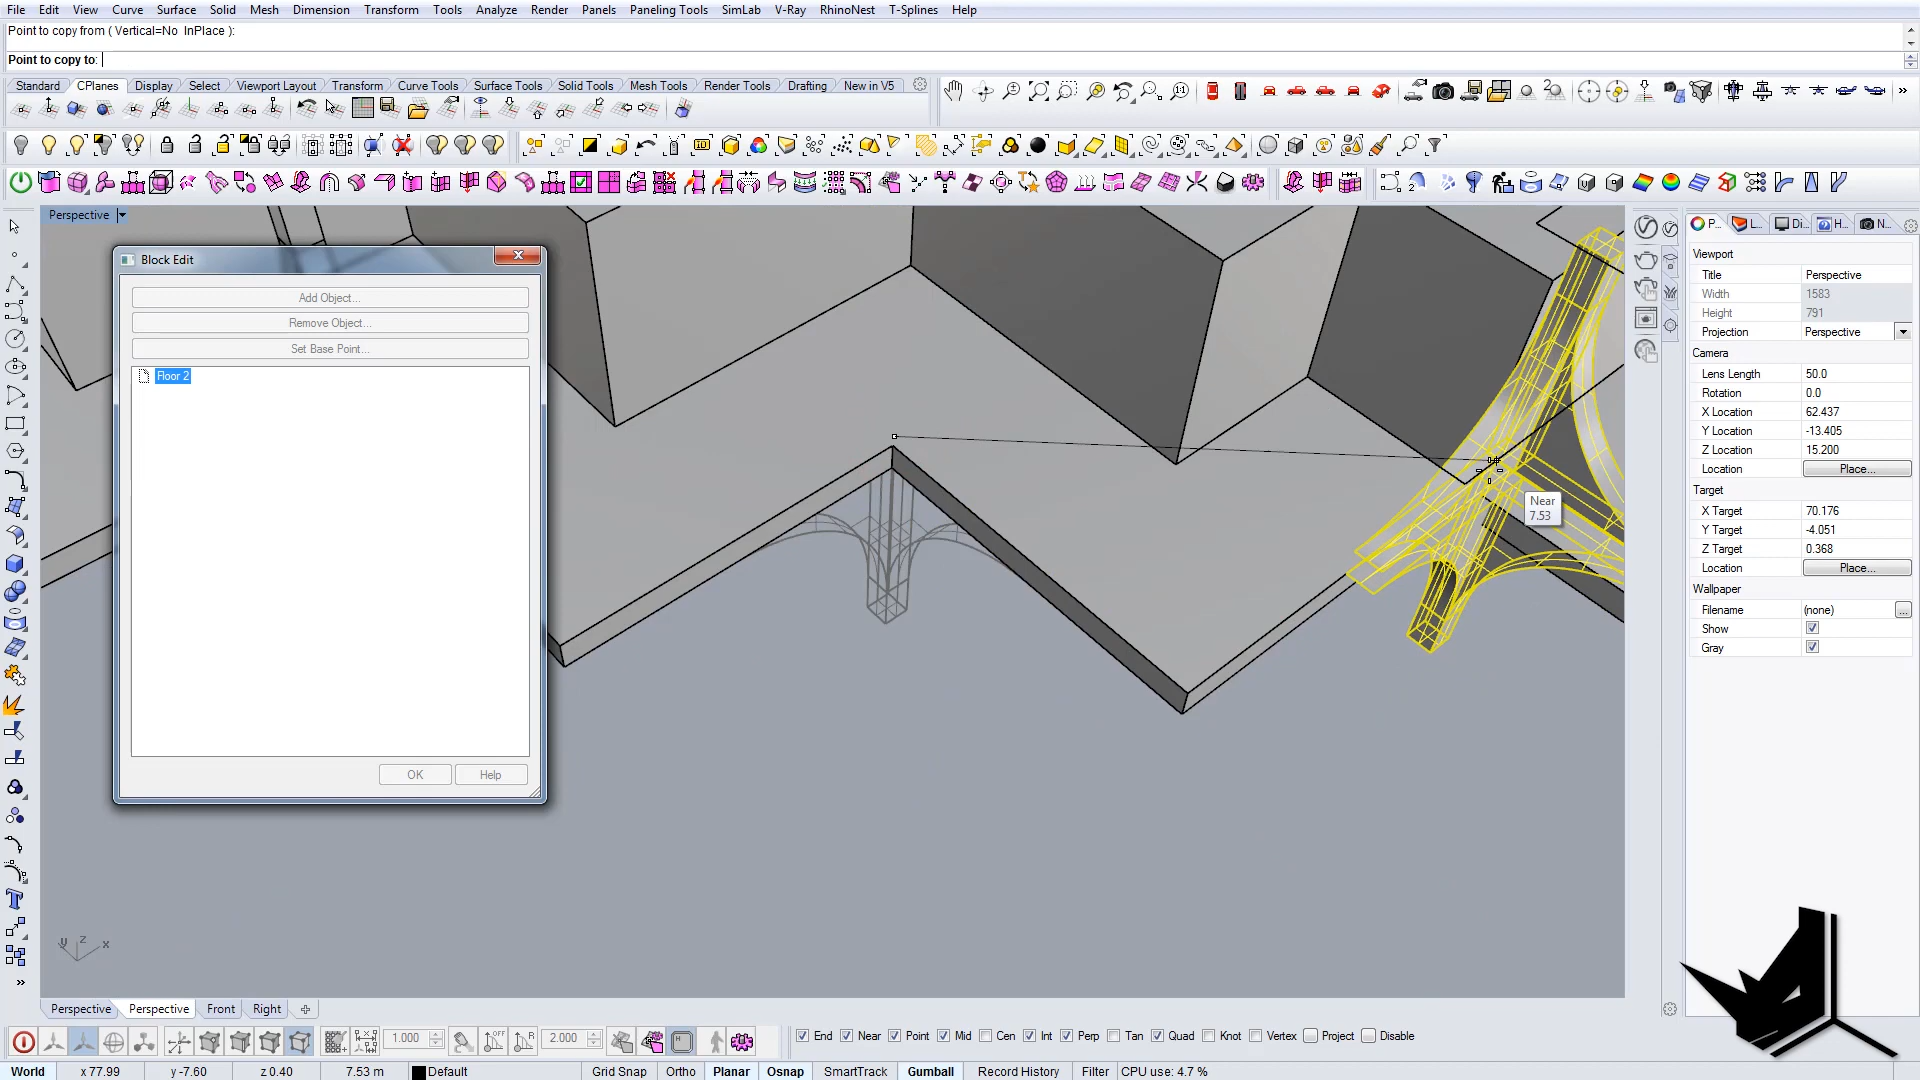 File Edit View Curve Surface Solid Mesh Dimension Transform Tools Analyze Render Panels Paneling Tools SimLab V-Ray RhinoNest T-Splines Help
Point to copy from ( Vertical=No InPlace ):
Point to copy to:
Standard CPlanes Display Select Viewport Layout Transform Curve Tools Surface Tools Solid Tools Mesh Tools Render Tools Drafting New in V5
Perspective
P... L... Di... H... N...
Block Edit
Add Object...
Remove Object...
Set Base Point...
Floor 2
OK Help
Near
7.53
Viewport
Title Perspective
Width 1583
Height 791
Projection Perspective
Camera
Lens Length 50.0
Rotation 0.0
X Location 62.437
Y Location -13.405
Z Location 15.200
Location Place...
Target
X Target 70.176
Y Target -4.051
Z Target 0.368
Location Place...
Wallpaper
Filename (none) ...
Show
Gray
y z x
Perspective Perspective Front Right
1.000 2.000
End Near Point Mid Cen Int Perp Tan Quad Knot Vertex Project Disable
World x 77.99 y -7.60 z 0.40 7.53 m Default Grid Snap Ortho Planar Osnap SmartTrack Gumball Record History Filter CPU use: 4.7 %